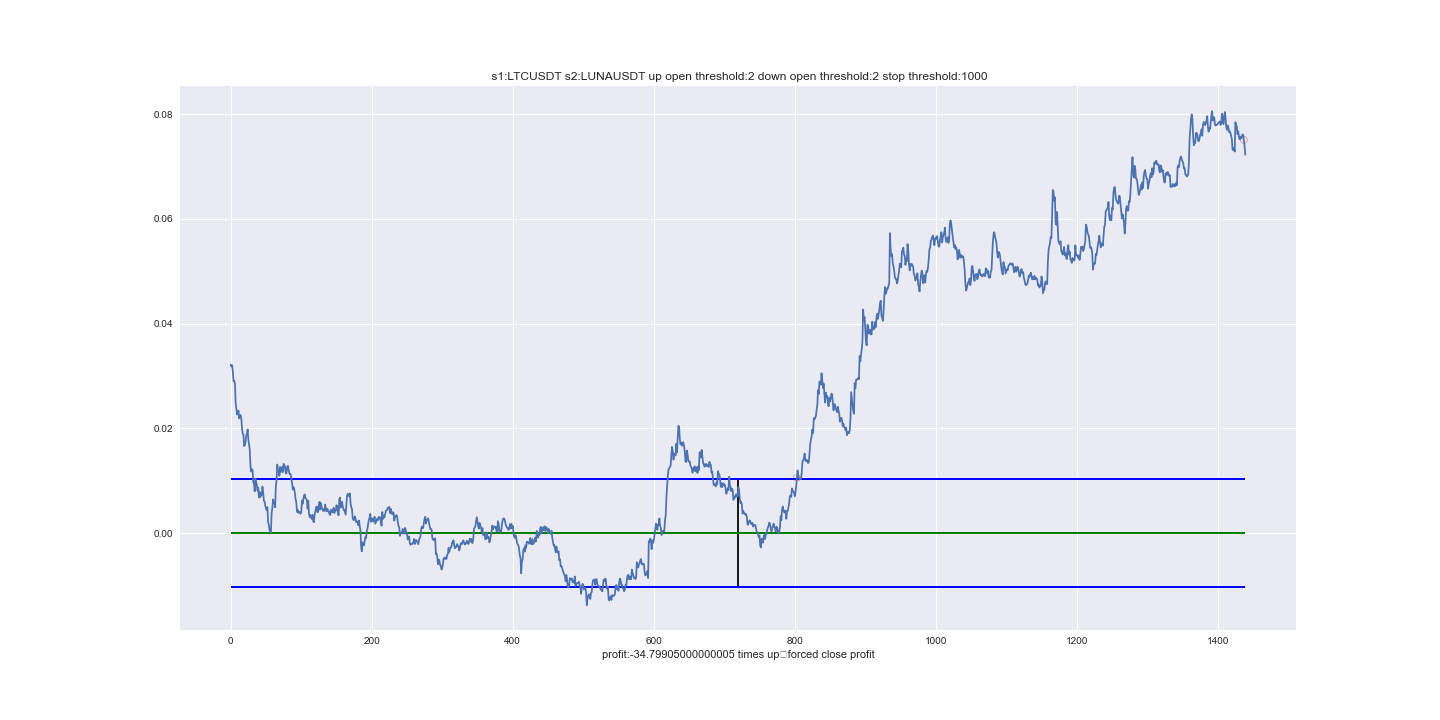 s1:LTCUSDT s2:LUNAUSDT up open threshold:2 down open threshold:2 stop threshold:1000
0.08
0.06
0.04
0.02
0.00
0 200 400 600 800 1000 1200 1400
profit:-34.79905000000005 times up□forced close profit